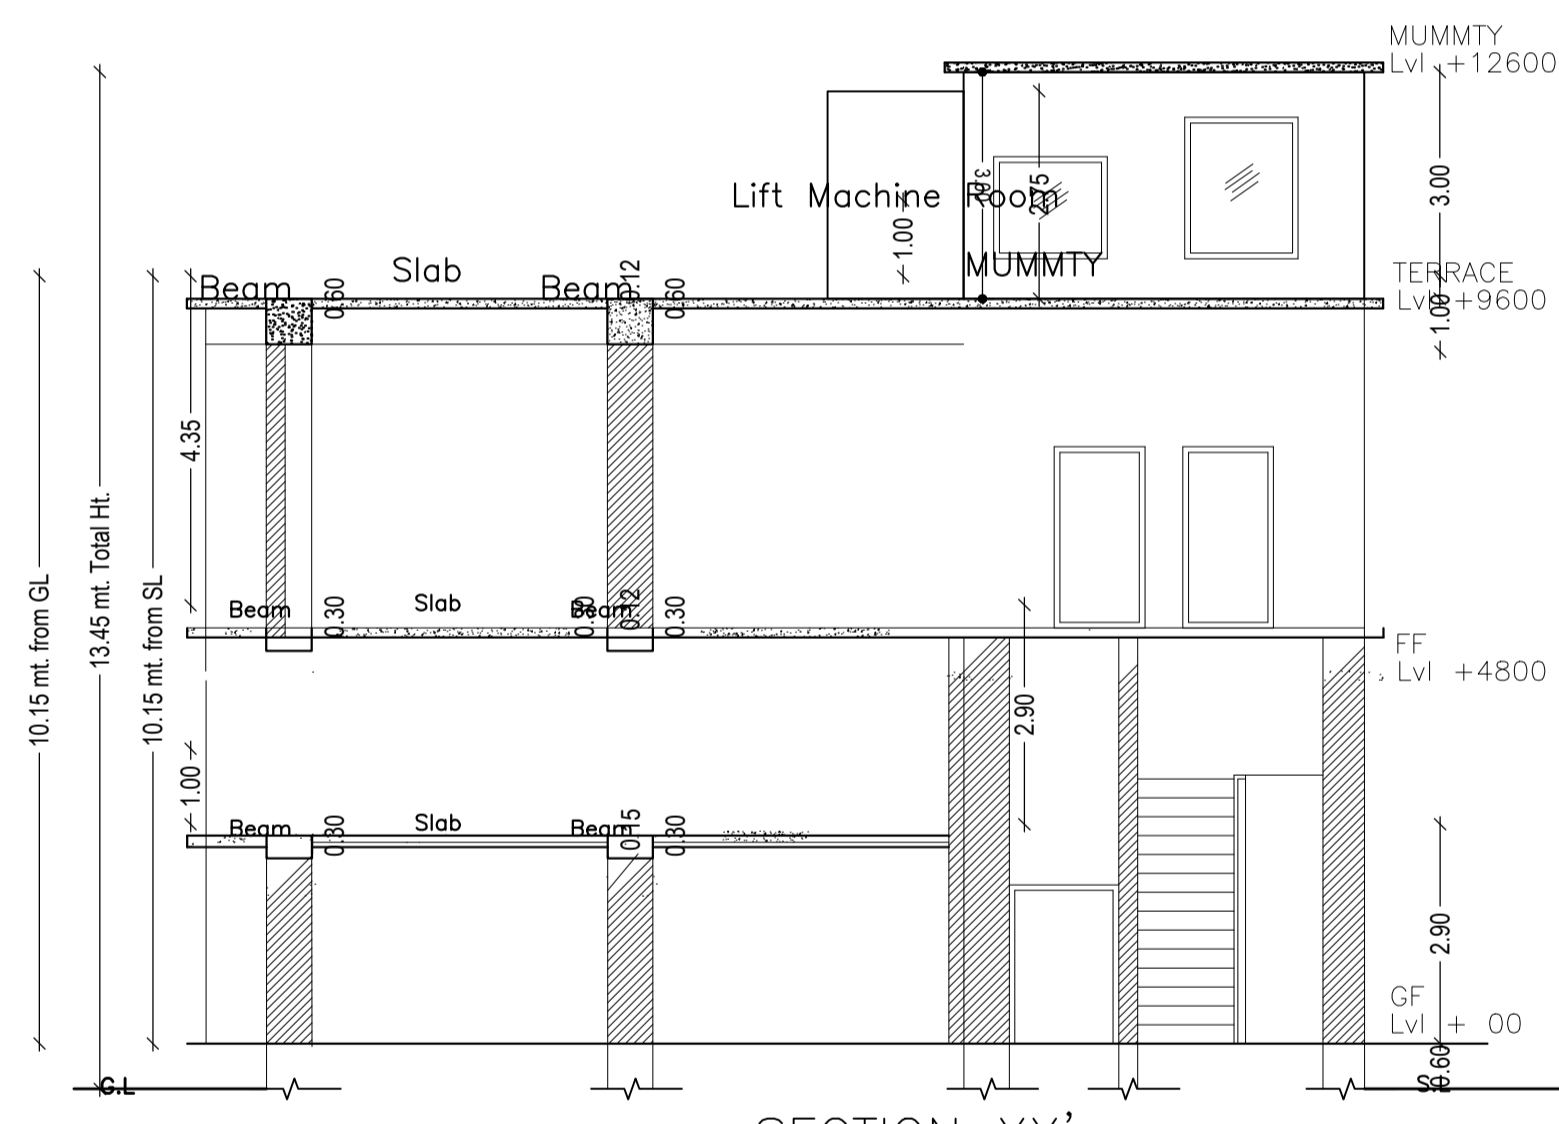 MUMMTY
Lvl +12600
3.00
Lift Machine Room
2.75
1.00
MUMMTY
TERRACE
Lvl +9600
1.00
Slab
Beam
0.60
Beam
0.12
0.60
4.35
10.15 mt. from GL
13.45 mt. Total Ht.
10.15 mt. from SL
Beam
0.30
Slab
Beam
0.12
0.30
FF
Lvl +4800
2.90
1.00
Beam
0.30
Slab
Beam
0.15
0.30
2.90
GF
Lvl + 00
0.60
G.L